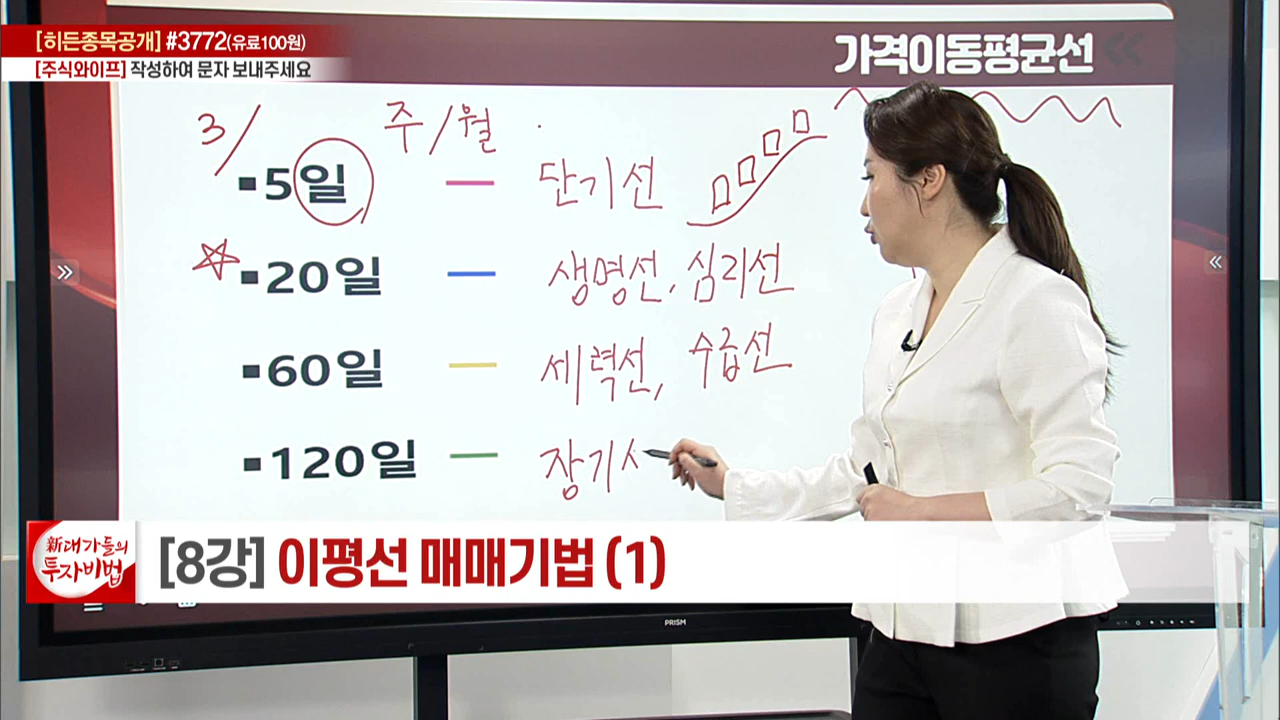 [히든종목공개] #3772(유료100원)
[주식와이프] 작성하여 문자 보내주세요
가격이동평균선
3/
주/월
5일 단기선
20일 생명선, 심리선
60일 세력선, 수급선
120일 장기ㅅ
新대가들의
투자비법
[8강] 이평선 매매기법 (1)
PRISM